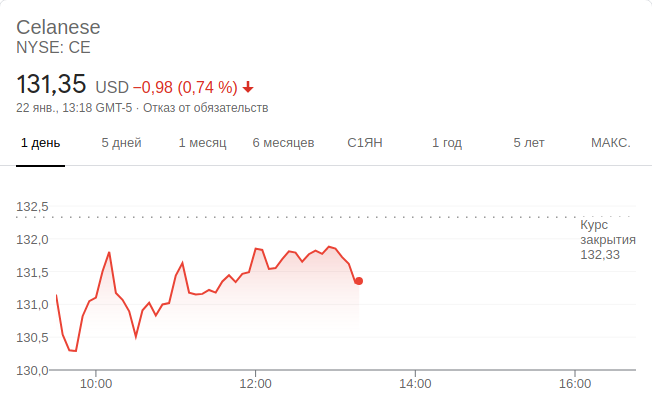 Celanese
NYSE: CE
131,35 USD −0,98 (0,74 %)
22 янв., 13:18 GMT-5 · Отказ от обязательств
1 день 5 дней 1 месяц 6 месяцев С1ЯН 1 год 5 лет МАКС.
132,5
132,0
131,5
131,0
130,5
130,0
Курс
закрытия
132,33
10:00 12:00 14:00 16:00